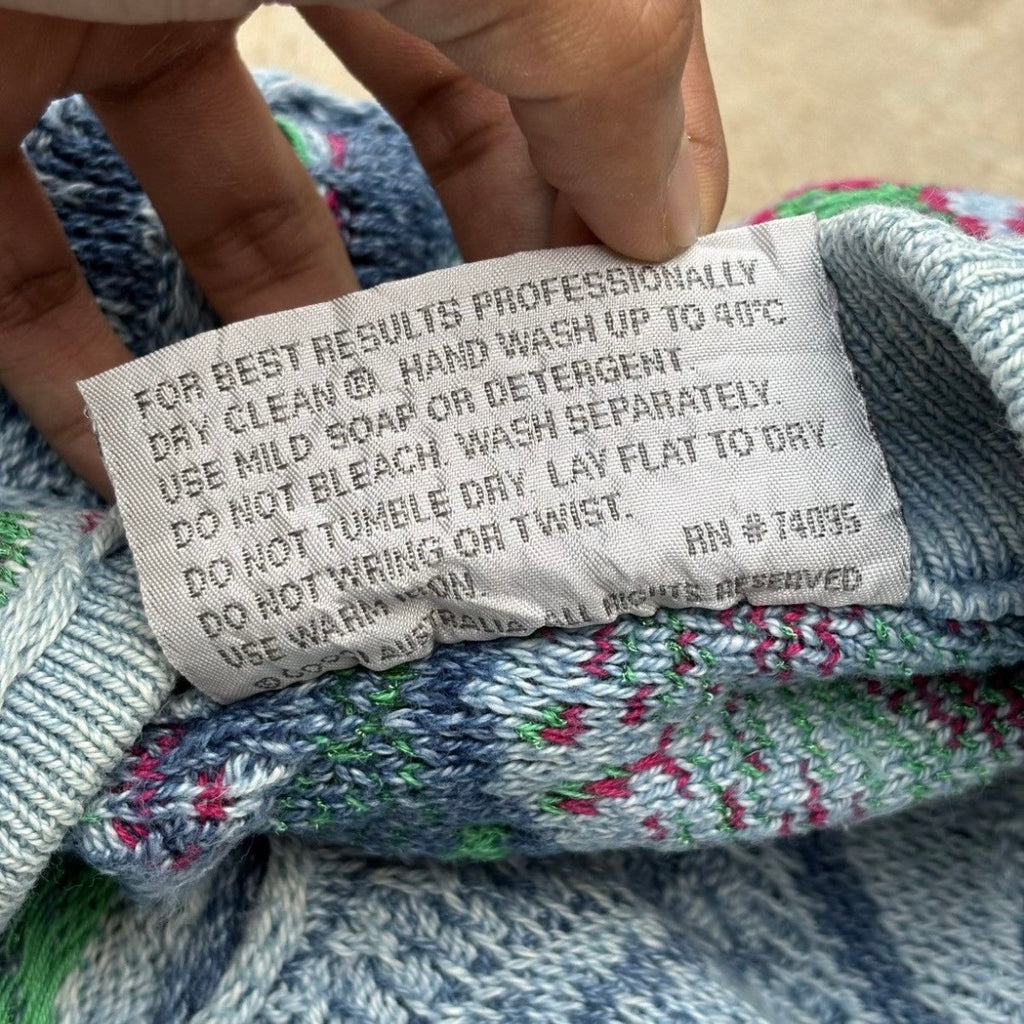 FOR BEST RESULTS PROFESSIONALLY
DRY CLEAN Ⓟ. HAND WASH UP TO 40°C
USE MILD SOAP OR DETERGENT.
DO NOT BLEACH. WASH SEPARATELY.
DO NOT TUMBLE DRY. LAY FLAT TO DRY.
DO NOT WRING OR TWIST.
USE WARM IRON. RN # 74095
AUSTRALIA ALL RIGHTS RESERVED